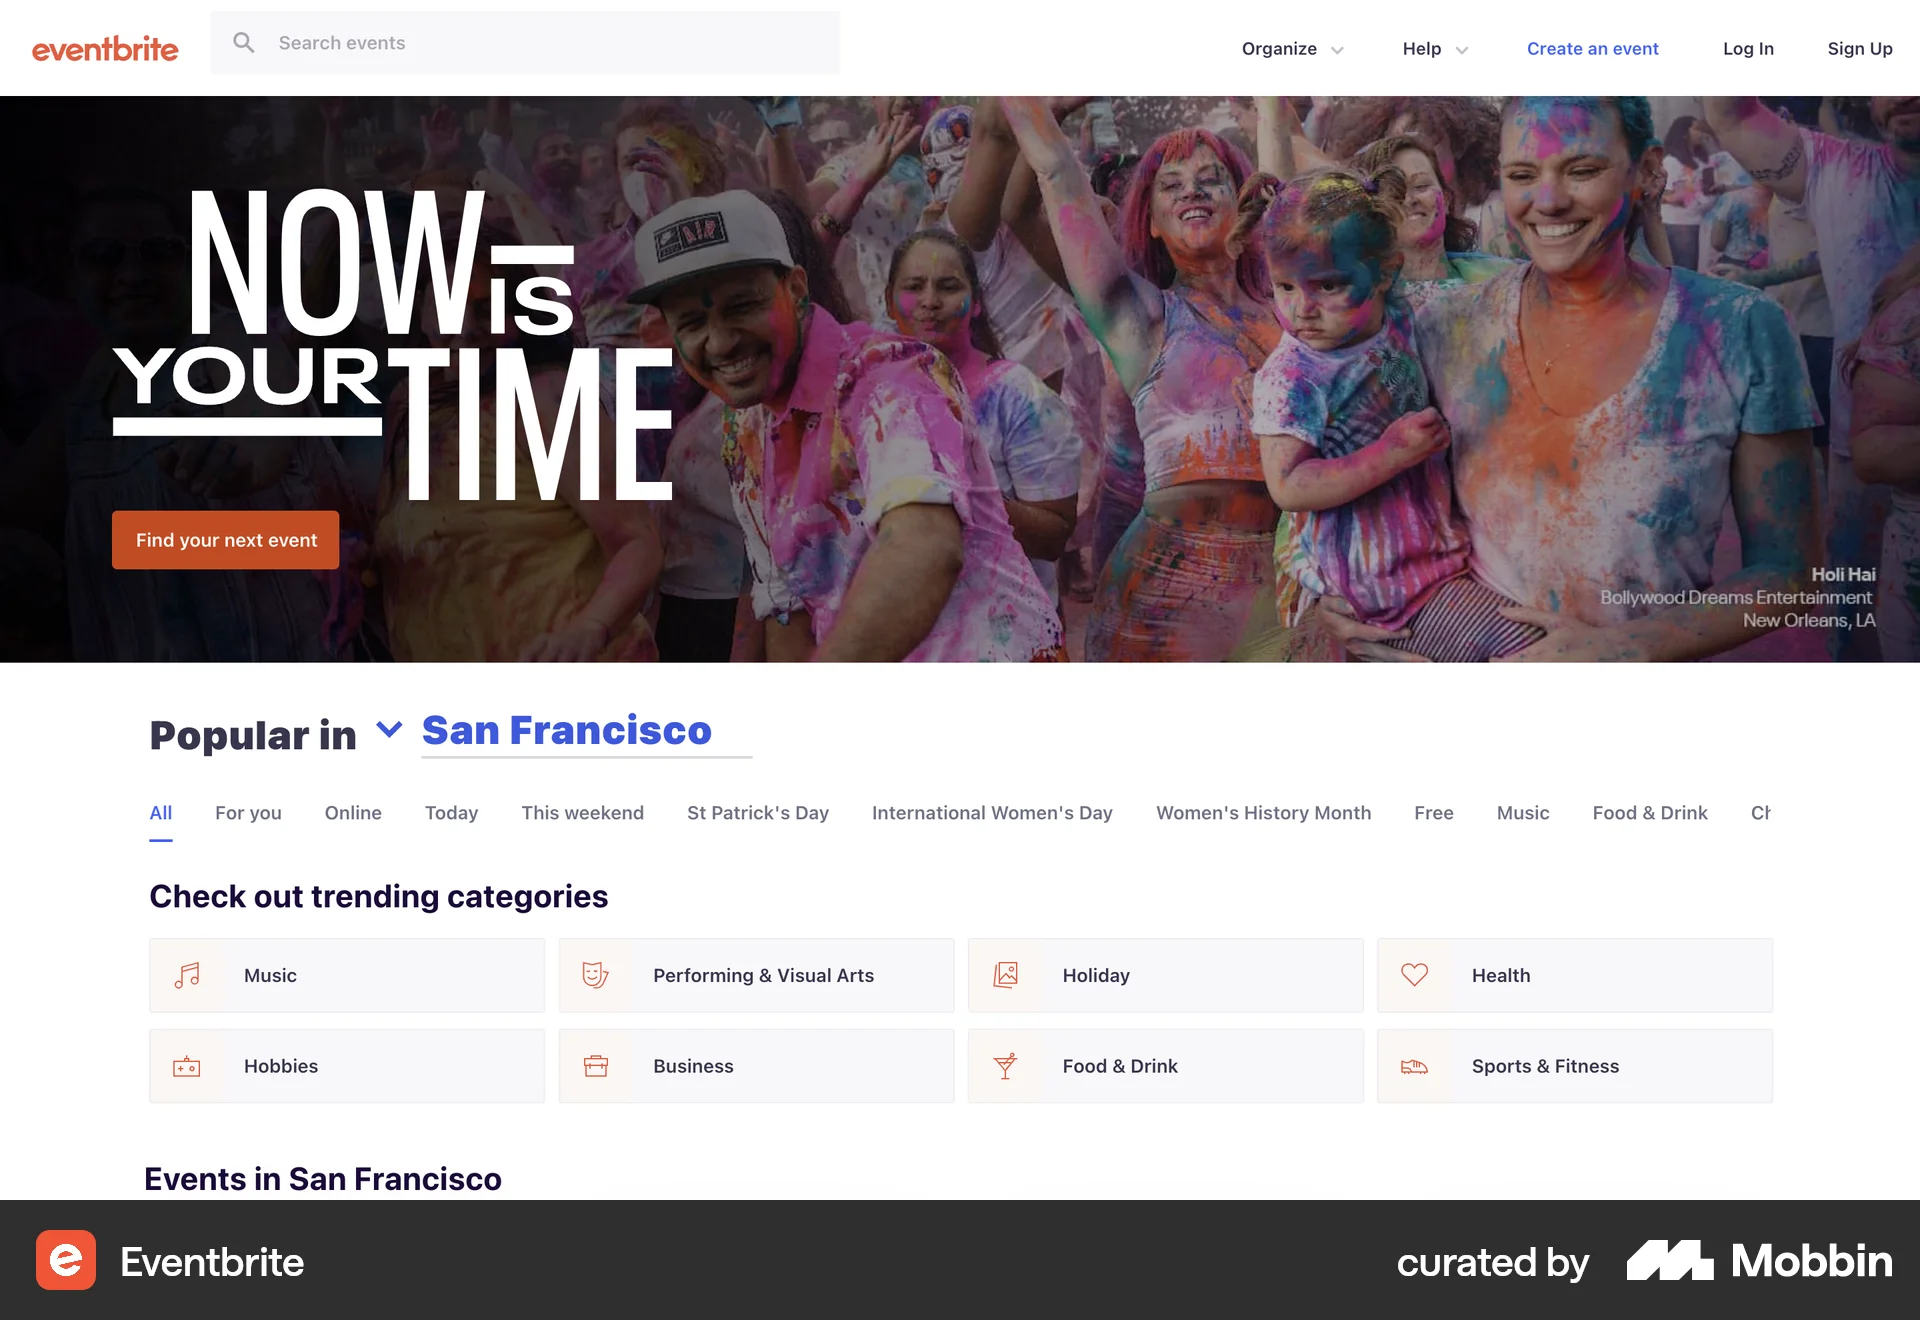 eventbrite
Search events
Organize
Help
Create an event
Log In
Sign Up
NOW IS
YOUR TIME
Find your next event
Holi Hai
Bollywood Dreams Entertainment
New Orleans, LA
Popular in San Francisco
All
For you
Online
Today
This weekend
St Patrick's Day
International Women's Day
Women's History Month
Free
Music
Food & Drink
Ch
Check out trending categories
Music
Performing & Visual Arts
Holiday
Health
Hobbies
Business
Food & Drink
Sports & Fitness
Events in San Francisco
e Eventbrite
curated by Mobbin